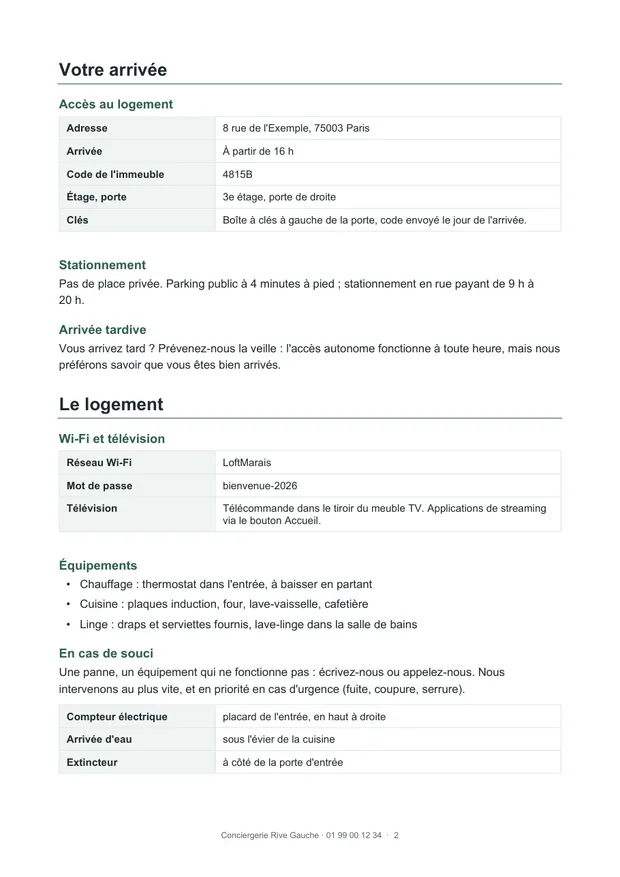 Votre arrivée
Accès au logement
Adresse 8 rue de l'Exemple, 75003 Paris
Arrivée À partir de 16 h
Code de l'immeuble 4815B
Étage, porte 3e étage, porte de droite
Clés Boîte à clés à gauche de la porte, code envoyé le jour de l'arrivée.
Stationnement
Pas de place privée. Parking public à 4 minutes à pied ; stationnement en rue payant de 9 h à
20 h.
Arrivée tardive
Vous arrivez tard ? Prévenez-nous la veille : l'accès autonome fonctionne à toute heure, mais nous
préférons savoir que vous êtes bien arrivés.
Le logement
Wi-Fi et télévision
Réseau Wi-Fi LoftMarais
Mot de passe bienvenue-2026
Télévision Télécommande dans le tiroir du meuble TV. Applications de streaming
via le bouton Accueil.
Équipements
• Chauffage : thermostat dans l'entrée, à baisser en partant
• Cuisine : plaques induction, four, lave-vaisselle, cafetière
• Linge : draps et serviettes fournis, lave-linge dans la salle de bains
En cas de souci
Une panne, un équipement qui ne fonctionne pas : écrivez-nous ou appelez-nous. Nous
intervenons au plus vite, et en priorité en cas d'urgence (fuite, coupure, serrure).
Compteur électrique placard de l'entrée, en haut à droite
Arrivée d'eau sous l'évier de la cuisine
Extincteur à côté de la porte d'entrée
Conciergerie Rive Gauche · 01 99 00 12 34 · 2